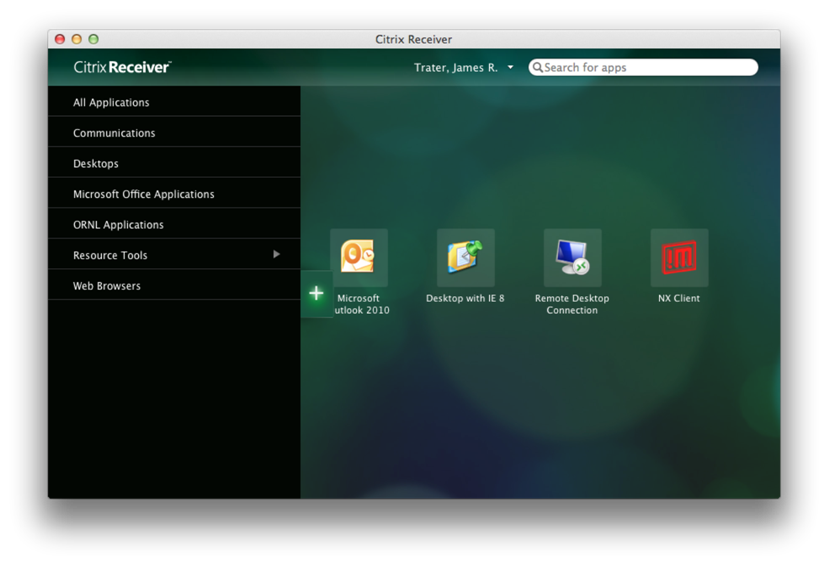 Citrix Receiver
Citrix Receiver™
Trater, James R.
Search for apps
All Applications
Communications
Desktops
Microsoft Office Applications
ORNL Applications
Resource Tools
Web Browsers
+
Microsoft
utlook 2010
Desktop with IE 8
Remote Desktop
Connection
!M
NX Client